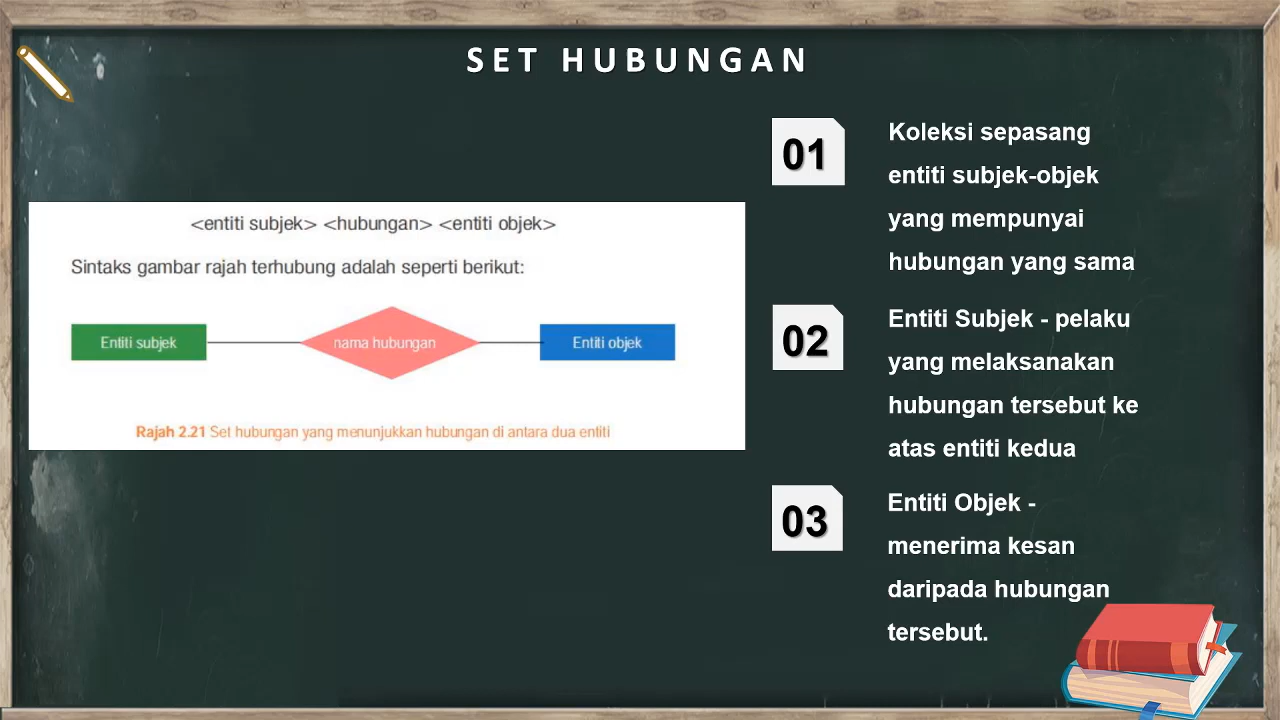 SET HUBUNGAN
<entiti subjek> <hubungan> <entiti objek>
Sintaks gambar rajah terhubung adalah seperti berikut:
Entiti subjek
nama hubungan
Entiti objek
Rajah 2.21 Set hubungan yang menunjukkan hubungan di antara dua entiti
01
Koleksi sepasang
entiti subjek-objek
yang mempunyai
hubungan yang sama
02
Entiti Subjek - pelaku
yang melaksanakan
hubungan tersebut ke
atas entiti kedua
03
Entiti Objek -
menerima kesan
daripada hubungan
tersebut.